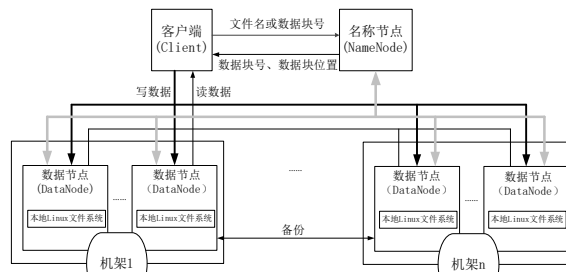 客户端
(Client)
文件名或数据块号
名称节点
(NameNode)
数据块号、数据块位置
写数据
读数据
......
数据节点
(DataNode)
......
数据节点
（DataNode）
本地Linux文件系统
本地Linux文件系统
机架1
备份
数据节点
（DataNode）
......
数据节点
（DataNode）
本地Linux文件系统
本地Linux文件系统
机架n